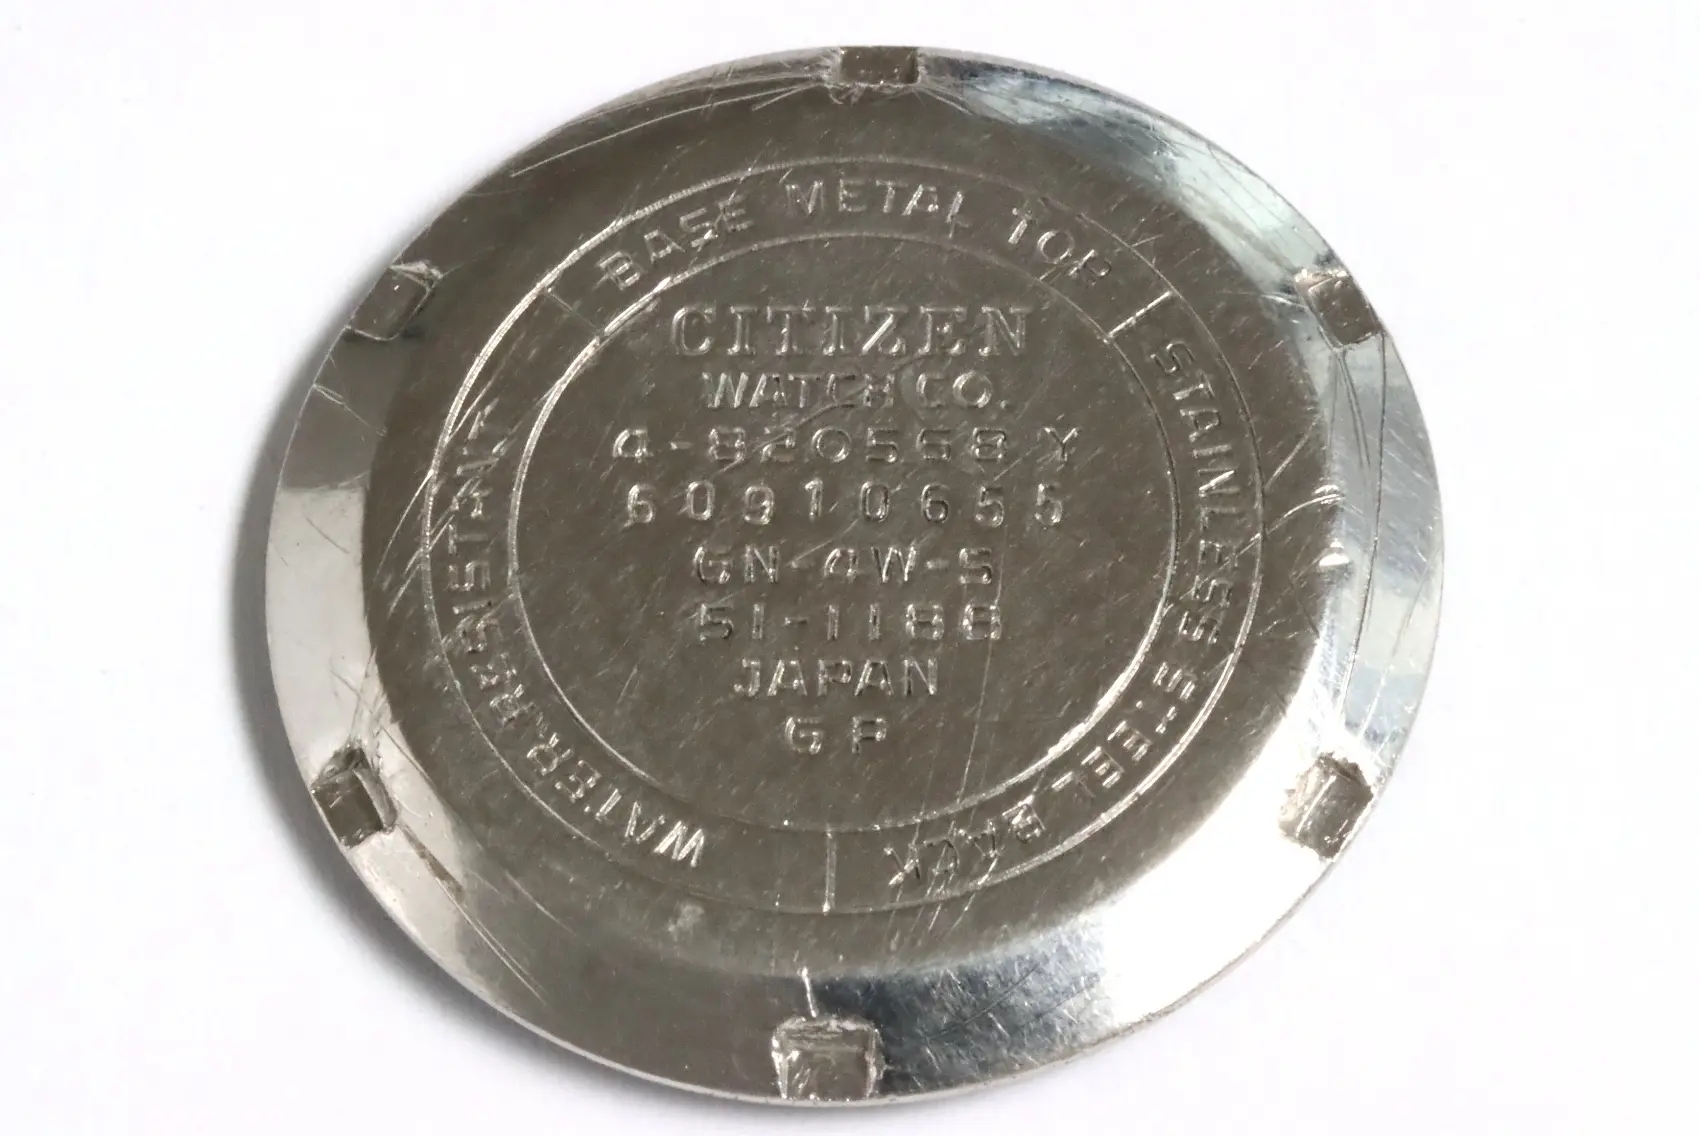 BASE METAL TOP
STAINLESS STEEL BACK
WATER RESISTANT
CITIZEN
WATCH CO.
4-820558 Y
60910655
GN-4W-S
51-1188
JAPAN
GP